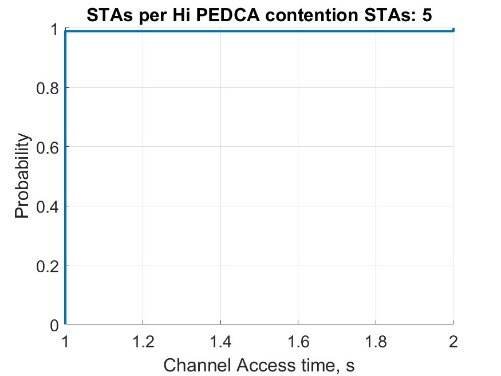 STAs per Hi PEDCA contention STAs: 5
1
0.8
0.6
0.4
0.2
0
Probability
1 1.2 1.4 1.6 1.8 2
Channel Access time, s